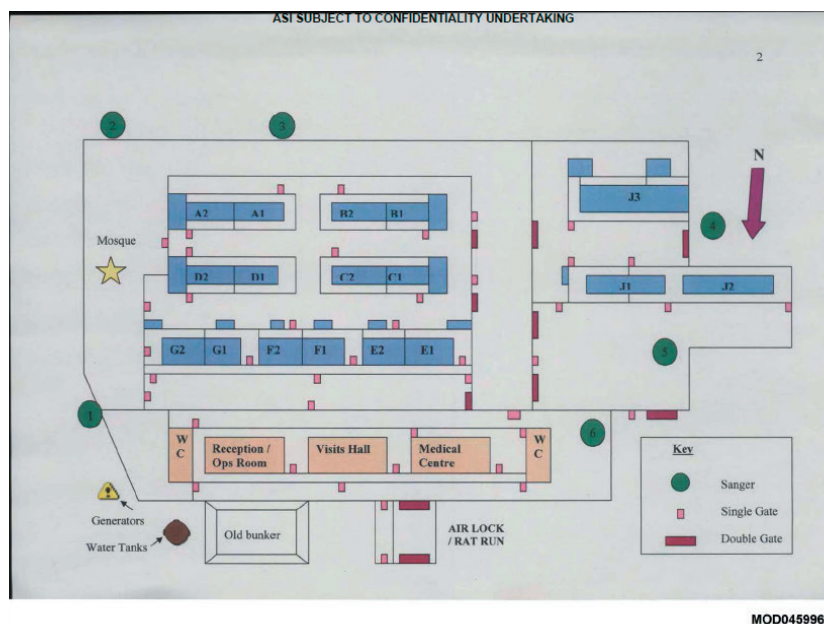 ASI SUBJECT TO CONFIDENTIALITY UNDERTAKING
2
2
3
N
A2
A1
B2
B1
J3
4
Mosque
D2
D1
C2
C1
J1
J2
G2
G1
F2
F1
E2
E1
5
1
6
W C
Reception /
Ops Room
Visits Hall
Medical
Centre
W C
Key
Sanger
Single Gate
Double Gate
Generators
Water Tanks
Old bunker
AIR LOCK
/ RAT RUN
MOD045996